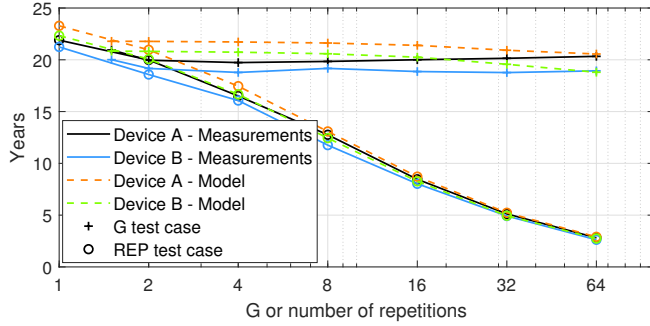 25
20
15
10
5
0
Years
Device A - Measurements
Device B - Measurements
Device A - Model
Device B - Model
G test case
REP test case
1
2
4
8
16
32
64
G or number of repetitions